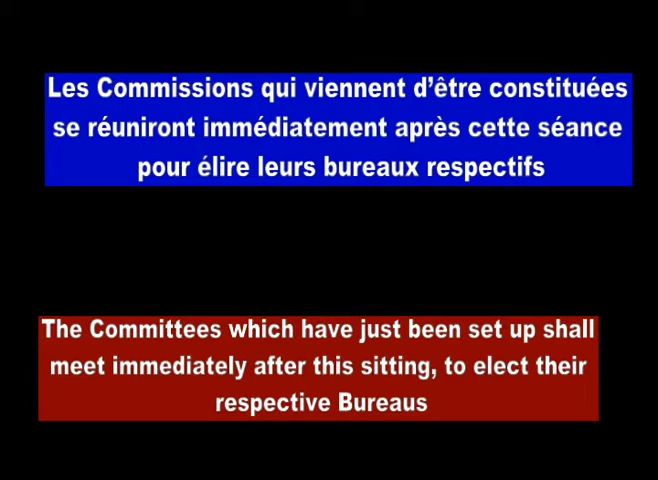 Les Commissions qui viennent d’être constituées
se réuniront immédiatement après cette séance
pour élire leurs bureaux respectifs
The Committees which have just been set up shall
meet immediately after this sitting, to elect their
respective Bureaus